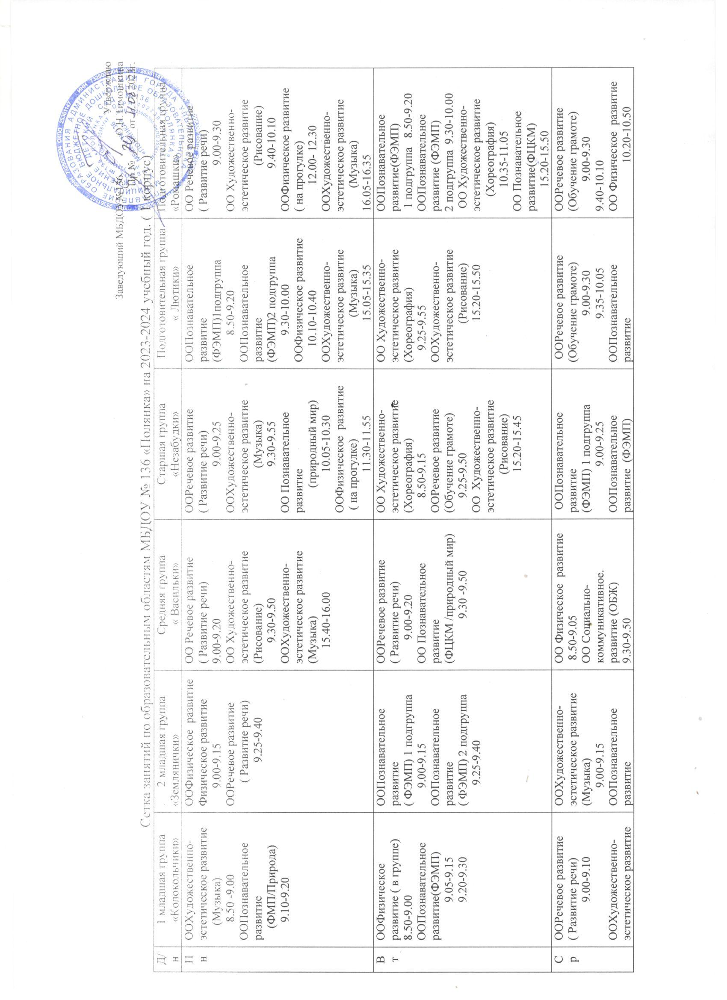 Утверждаю
Заведующий МБДОУ №136 О.Н.Тимошкина
Пр № от
Сетка занятий по образовательным областям МБДОУ № 136 «Полянка» на 2023-2024 учебный год. ( 1 корпус)
Д/
н
1 младшая группа
«Колокольчики»
2 младшая группа
«Землянички»
Средняя группа
« Васильки»
Старшая группа
«Незабудки»
Подготовительная группа
« Лютики»
Подготовительная группа
«Ромашки»
П
н
ООХудожественно-
эстетическое развитие
(Музыка)
8.50 -9.00
ООПознавательное
развитие
(ФМП/Природа)
9.10-9.20
ООФизическое развитие
Физическое развитие
9.00-9.15
ООРечевое развитие
( Развитие речи)
9.25-9.40
ОО Речевое развитие
( Развитие речи)
9.00-9.20
ОО Художественно-
эстетическое развитие
(Рисование)
9.30-9.50
ООХудожественно-
эстетическое развитие
(Музыка)
15.40-16.00
ООРечевое развитие
( Развитие речи)
9.00-9.25
ООХудожественно-
эстетическое развитие
(Музыка)
9.30-9.55
ОО Познавательное
развитие
(природный мир)
10.05-10.30
ООФизическое развитие
( на прогулке)
11.30-11.55
ООПознавательное
развитие
(ФЭМП)1подгруппа
8.50-9.20
ООПознавательное
развитие
(ФЭМП)2 подгруппа
9.30-10.00
ООФизическое развитие
10.10-10.40
ООХудожественно-
эстетическое развитие
(Музыка)
15.05-15.35
ОО Речевое развитие
( Развитие речи)
9.00-9.30
ОО Художественно-
эстетическое развитие
(Рисование)
9.40-10.10
ООФизическое развитие
( на прогулке)
12.00- 12.30
ООХудожественно-
эстетическое развитие
(Музыка)
16.05-16.35
В
т
ООФизическое
развитие ( в группе)
8.50-9.00
ООПознавательное
развитие(ФЭМП)
9.05-9.15
9.20-9.30
ООПознавательное
развитие
( ФЭМП) 1 подгруппа
9.00-9.15
ООПознавательное
развитие
( ФЭМП) 2 подгруппа
9.25-9.40
ООРечевое развитие
( Развитие речи)
9.00-9.20
ОО Познавательное
развитие
(ФЦКМ /природный мир)
9.30 -9.50
ОО Художественно-
эстетическое развитие
(Хореография)
8.50-9.15
ООРечевое развитие
(Обучение грамоте)
9.25-9.50
ОО Художественно-
эстетическое развитие
(Рисование)
15.20-15.45
ОО Художественно-
эстетическое развитие
(Хореография)
9.25-9.55
ООХудожественно-
эстетическое развитие
(Рисование)
15.20-15.50
ООПознавательное
развитие(ФЭМП)
1 подгруппа 8.50-9.20
ООПознавательное
развитие (ФЭМП)
2 подгруппа 9.30-10.00
ОО Художественно-
эстетическое развитие
(Хореография)
10.35-11.05
ОО Познавательное
развитие(ФЦКМ)
15.20-15.50
С
р
ООРечевое развитие
( Развитие речи)
9.00-9.10
ООХудожественно-
эстетическое развитие
ООХудожественно-
эстетическое развитие
(Музыка)
9.00-9.15
ООПознавательное
развитие
ОО Физическое развитие
8.50-9.05
ОО Социально-
коммуникативное.
развитие (ОБЖ)
9.30-9.50
ООПознавательное
развитие
(ФЭМП) 1 подгруппа
9.00-9.25
ООПознавательное
развитие (ФЭМП)
ООРечевое развитие
(Обучение грамоте)
9.00-9.30
9.35-10.05
ООПознавательное
развитие
ООРечевое развитие
(Обучение грамоте)
9.00-9.30
9.40-10.10
ОО Физическое развитие
10.20-10.50